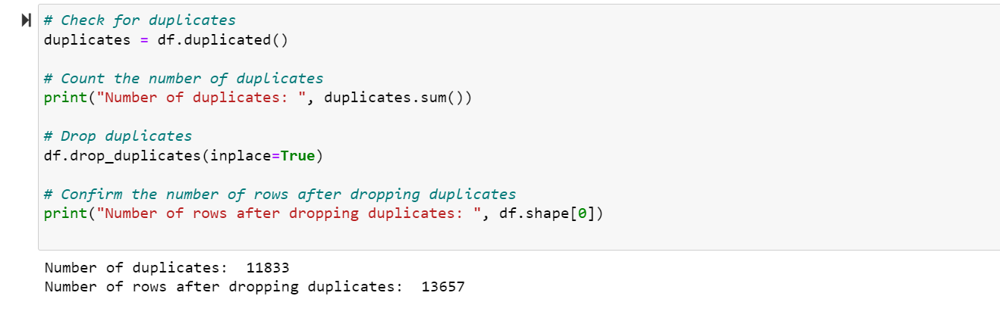 # Check for duplicates
duplicates = df.duplicated()
# Count the number of duplicates
print("Number of duplicates: ", duplicates.sum())
# Drop duplicates
df.drop_duplicates(inplace=True)
# Confirm the number of rows after dropping duplicates
print("Number of rows after dropping duplicates: ", df.shape[0])
Number of duplicates:  11833
Number of rows after dropping duplicates:  13657